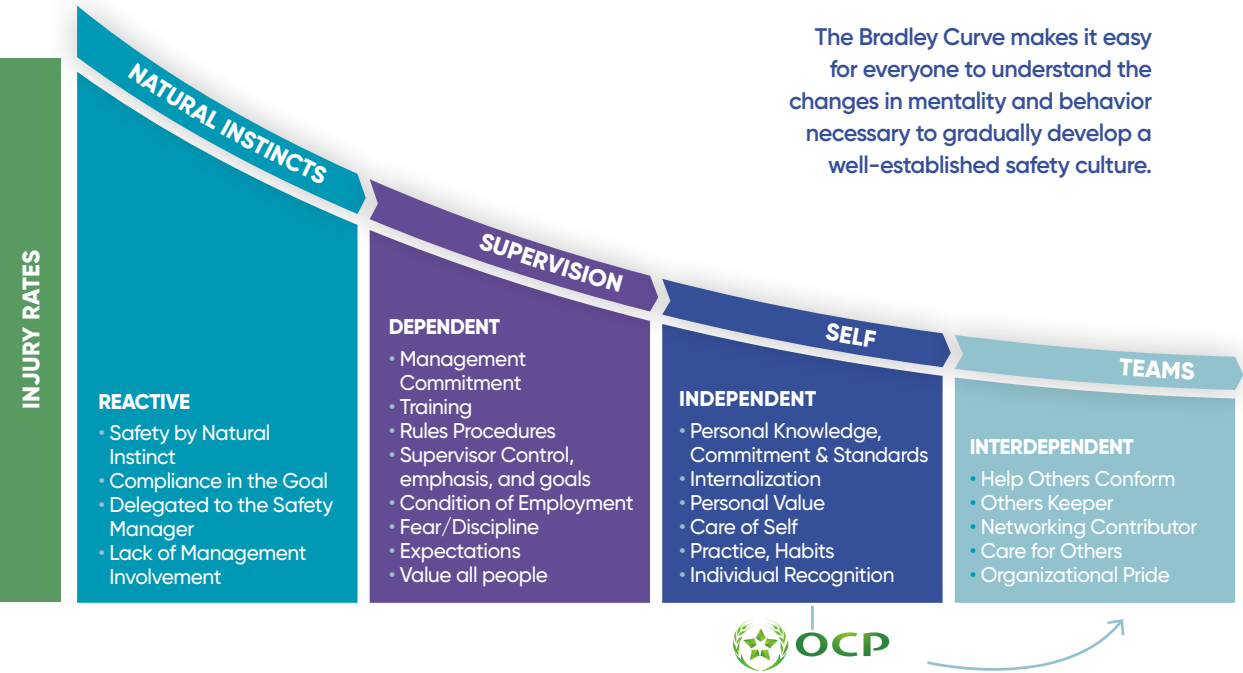 The Bradley Curve makes it easy
for everyone to understand the
changes in mentality and behavior
necessary to gradually develop a
well-established safety culture.
INJURY RATES
NATURAL INSTINCTS
SUPERVISION
SELF
TEAMS
REACTIVE
• Safety by Natural
Instinct
• Compliance in the Goal
• Delegated to the Safety
Manager
• Lack of Management
Involvement
DEPENDENT
• Management
Commitment
• Training
• Rules Procedures
• Supervisor Control,
emphasis, and goals
• Condition of Employment
• Fear/Discipline
• Expectations
• Value all people
INDEPENDENT
• Personal Knowledge,
Commitment & Standards
• Internalization
• Personal Value
• Care of Self
• Practice, Habits
• Individual Recognition
INTERDEPENDENT
• Help Others Conform
• Others Keeper
• Networking Contributor
• Care for Others
• Organizational Pride
OCP